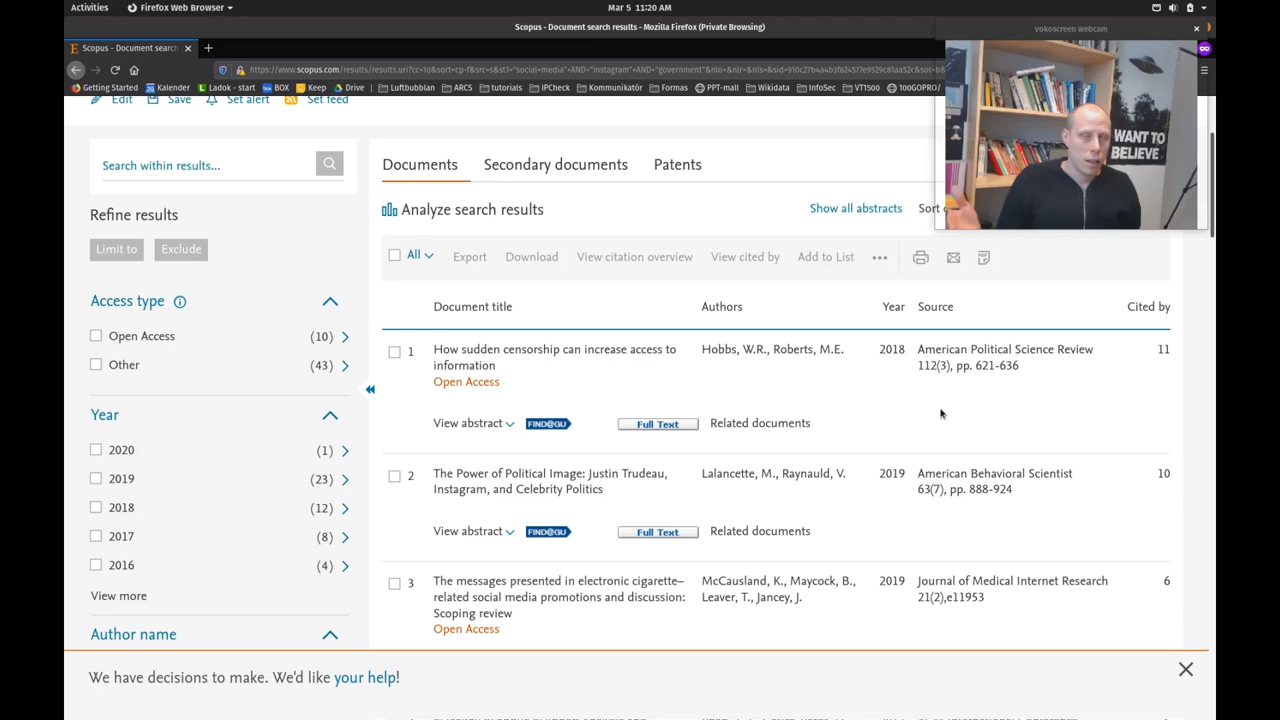 Activities
Firefox Web Browser
Mar 5 11:20 AM
Scopus - Document search results - Mozilla Firefox (Private Browsing)
vokoscreen webcam
Scopus - Document search
Getting Started
Kalender
Ladok - start
BOX
Keep
Drive
Luftbubblan
ARCS
tutorials
IPCheck
Kommunikatör
Formas
PPT-mall
Wikidata
InfoSec
VT1500
100GOPRO/
WANT TO
BELIEVE
Edit
Save
Set alert
Set feed
Search within results...
Documents
Secondary documents
Patents
Refine results
Analyze search results
Show all abstracts
Sort
Limit to
Exclude
All
Export
Download
View citation overview
View cited by
Add to List
Access type
Document title
Authors
Year
Source
Cited by
Open Access (10)
Other (43)
1
How sudden censorship can increase access to
information
Open Access
Hobbs, W.R., Roberts, M.E.
2018
American Political Science Review
112(3), pp. 621-636
11
View abstract
FIND@GU
Full Text
Related documents
Year
2020 (1)
2019 (23)
2018 (12)
2017 (8)
2016 (4)
View more
2
The Power of Political Image: Justin Trudeau,
Instagram, and Celebrity Politics
Lalancette, M., Raynauld, V.
2019
American Behavioral Scientist
63(7), pp. 888-924
10
View abstract
FIND@GU
Full Text
Related documents
3
The messages presented in electronic cigarette–
related social media promotions and discussion:
Scoping review
Open Access
McCausland, K., Maycock, B.,
Leaver, T., Jancey, J.
2019
Journal of Medical Internet Research
21(2),e11953
6
Author name
We have decisions to make. We'd like your help!